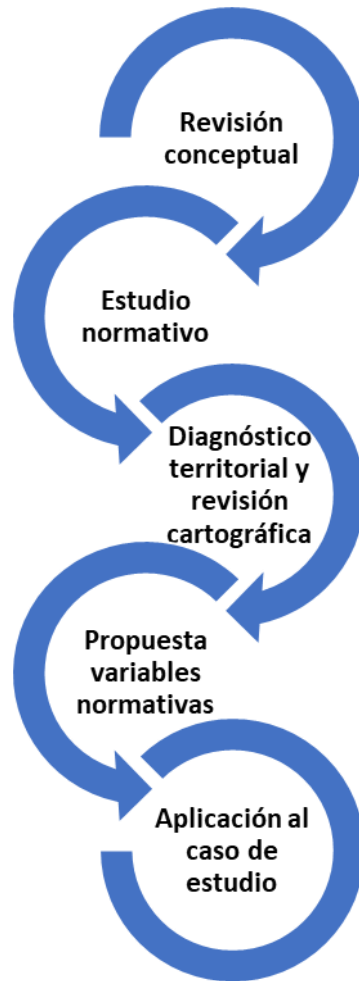 Revisión
conceptual
Estudio
normativo
Diagnóstico
territorial y
revisión
cartográfica
Propuesta
variables
normativas
Aplicación al
caso de
estudio